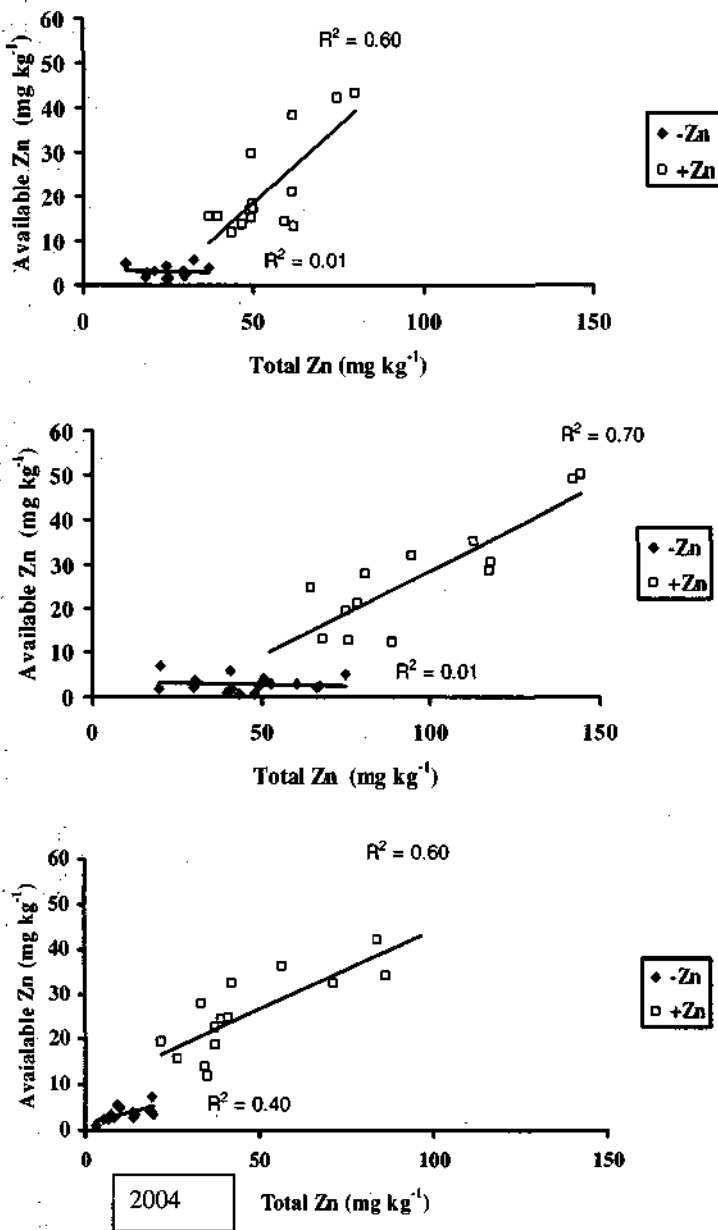 60
50
40
30
20
10
0
Available Zn (mg kg⁻¹)
R² = 0.60
R² = 0.01
-Zn
+Zn
0 50 100 150
Total Zn (mg kg⁻¹)
60
50
40
30
20
10
0
Available Zn (mg kg⁻¹)
R² = 0.70
R² = 0.01
-Zn
+Zn
0 50 100 150
Total Zn (mg kg⁻¹)
60
50
40
30
20
10
0
Avaialable Zn (mg kg⁻¹)
R² = 0.60
R² = 0.40
-Zn
+Zn
0 50 100 150
2004
Total Zn (mg kg⁻¹)